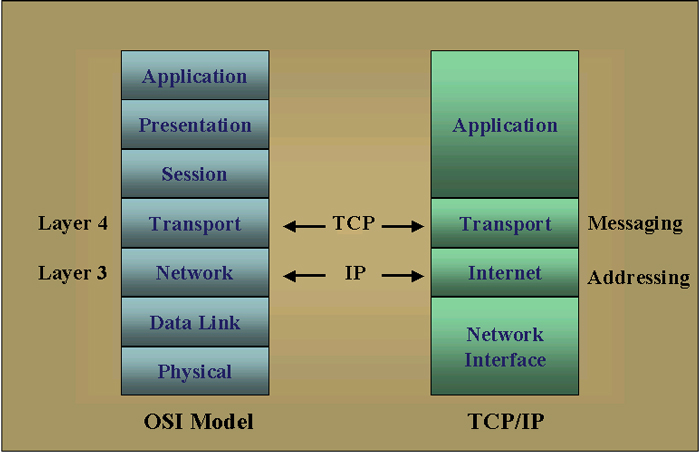 Application
Presentation
Application
Session
Layer 4 Transport TCP Transport Messaging
Layer 3 Network IP Internet Addressing
Data Link
Network
Interface
Physical
OSI Model TCP/IP